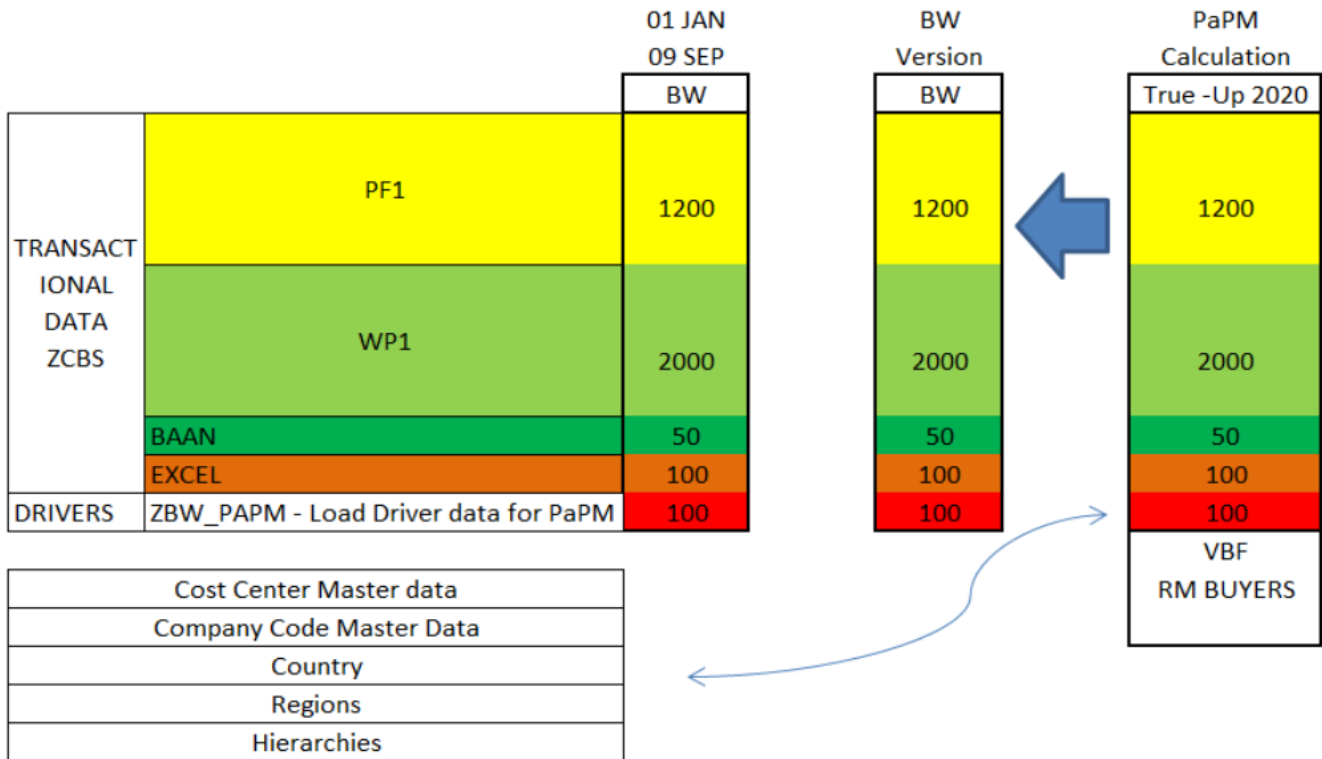 01 JAN
09 SEP
BW
Version
PaPM
Calculation
BW
BW
True -Up 2020
TRANSACT
IONAL
DATA
ZCBS
PF1
1200
1200
1200
WP1
2000
2000
2000
BAAN
50
50
50
EXCEL
100
100
100
DRIVERS
ZBW_PAPM - Load Driver data for PaPM
100
100
100
VBF
RM BUYERS
Cost Center Master data
Company Code Master Data
Country
Regions
Hierarchies